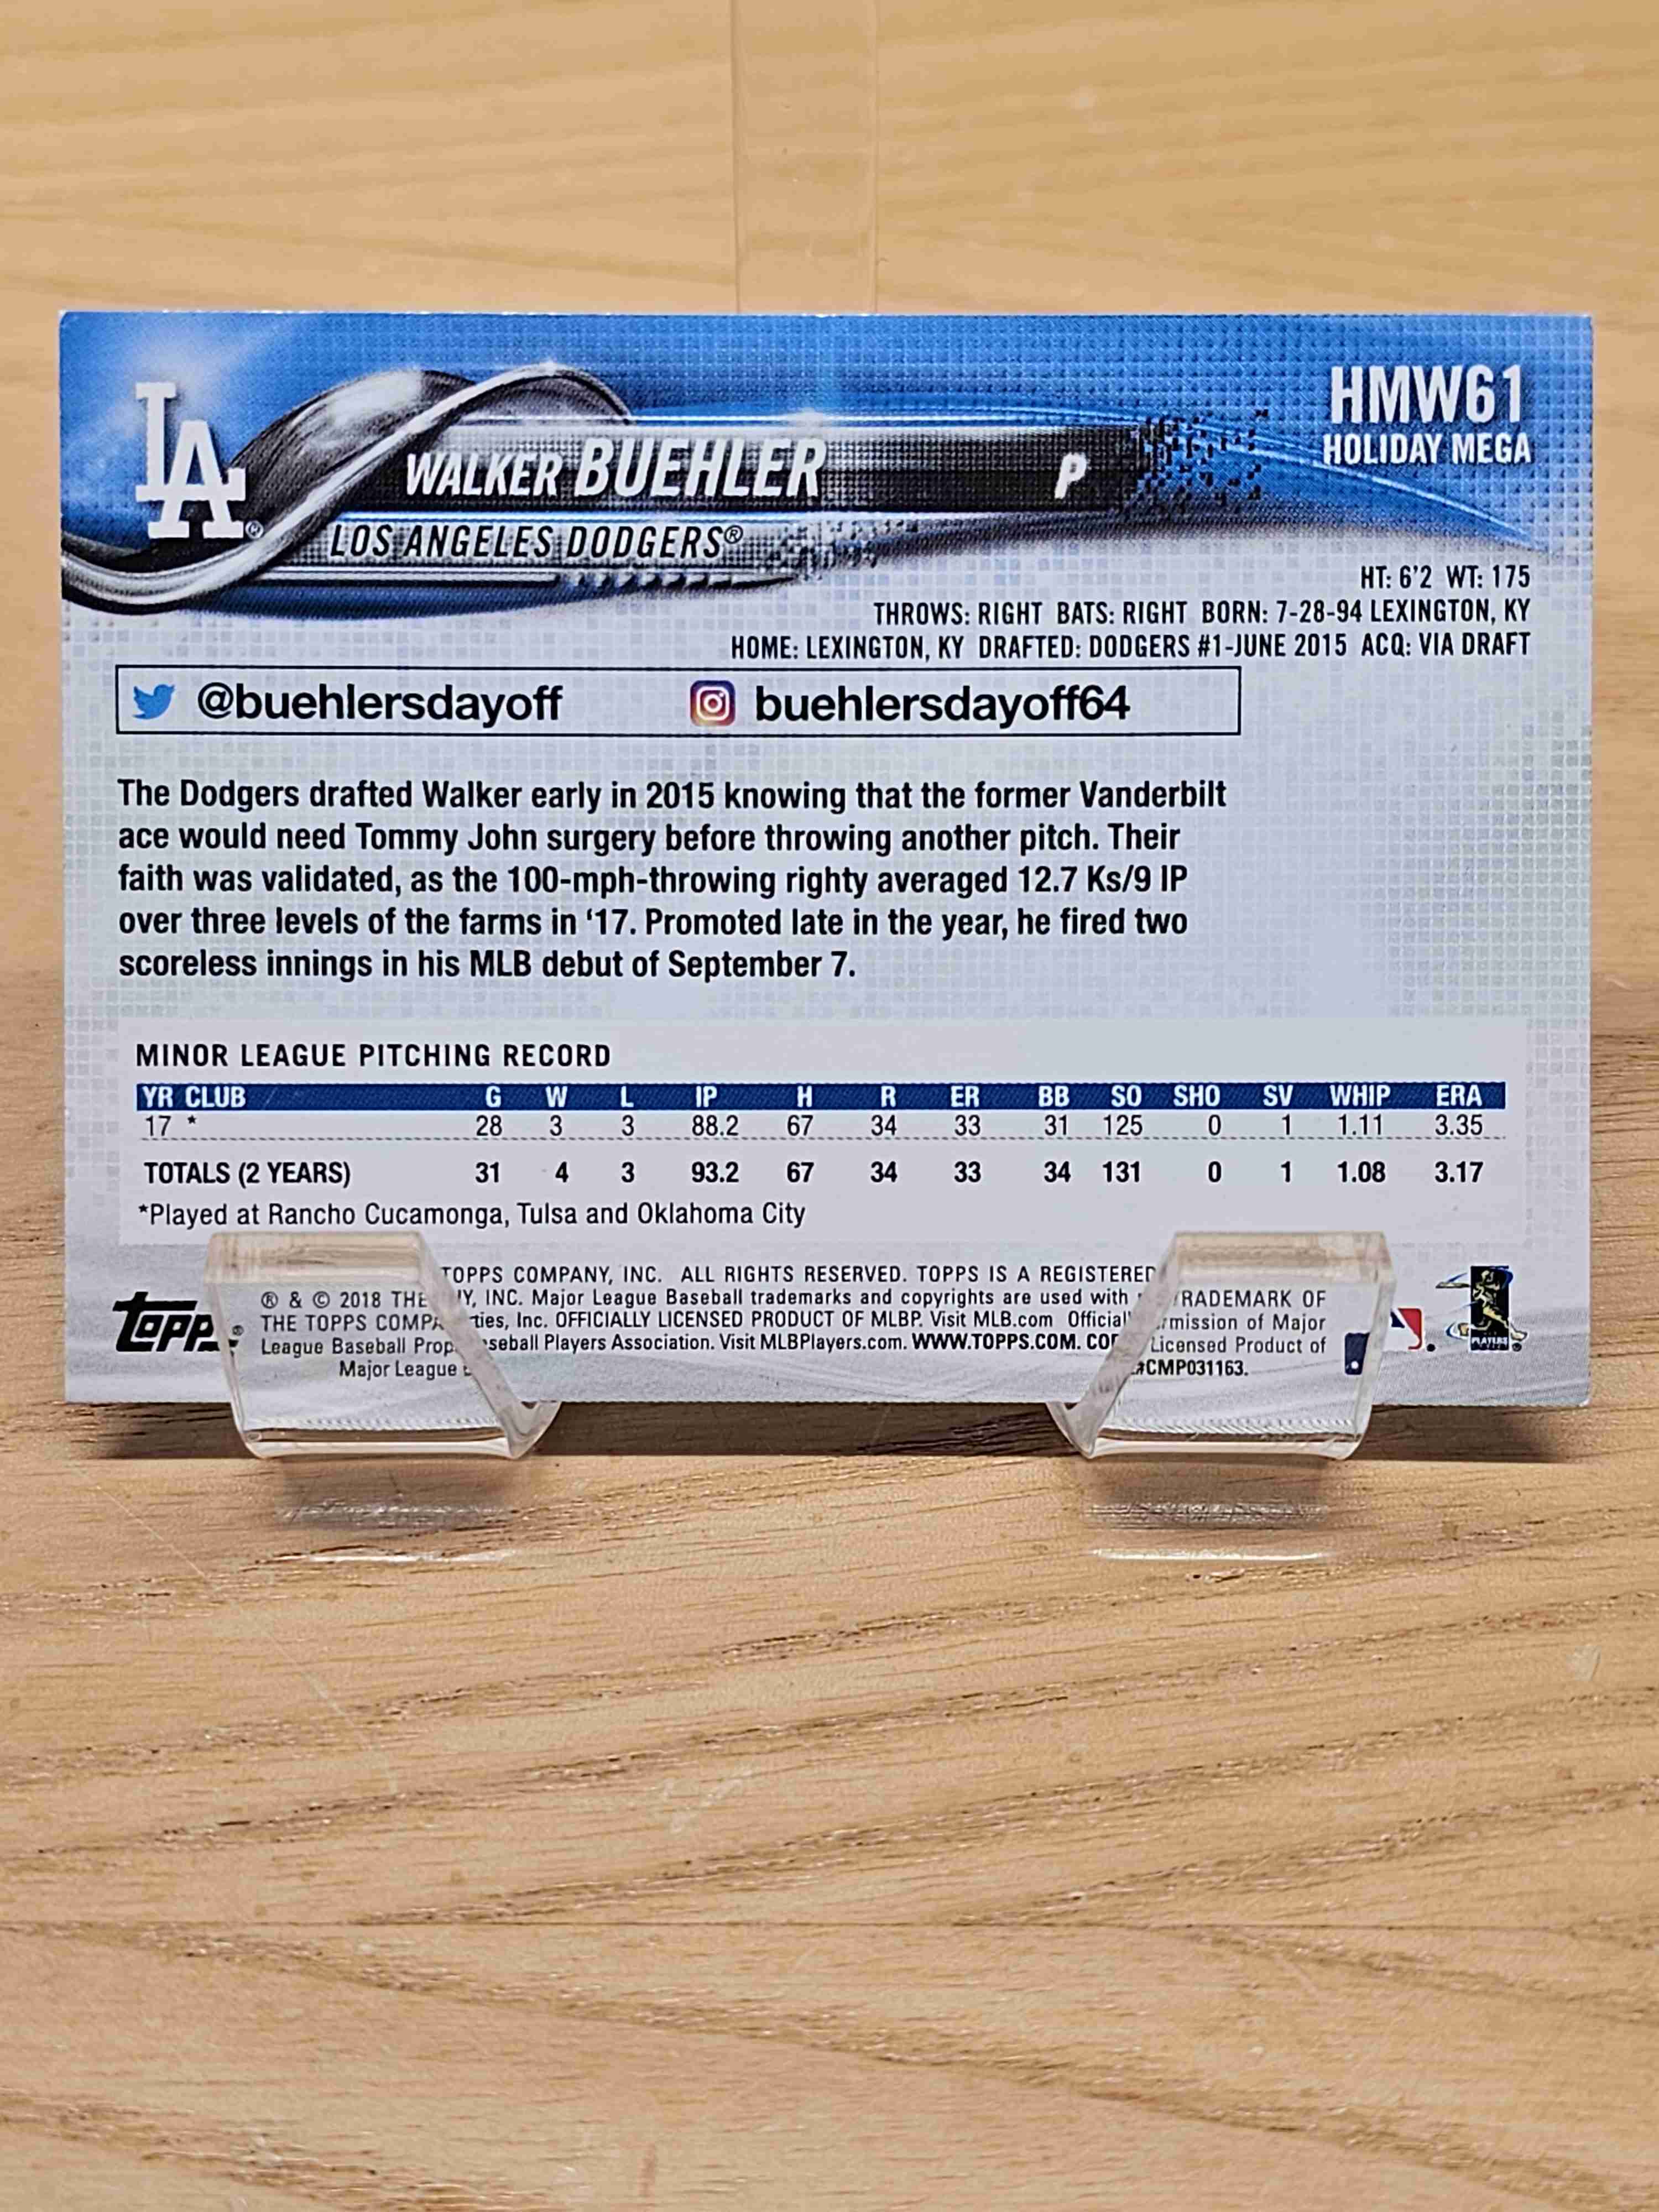 LA
HMW61
HOLIDAY MEGA
WALKER BUEHLER P
LOS ANGELES DODGERS®
HT: 6'2 WT: 175
THROWS: RIGHT BATS: RIGHT BORN: 7-28-94 LEXINGTON, KY
HOME: LEXINGTON, KY DRAFTED: DODGERS #1-JUNE 2015 ACQ: VIA DRAFT
@buehlersdayoff buehlersdayoff64
The Dodgers drafted Walker early in 2015 knowing that the former Vanderbilt
ace would need Tommy John surgery before throwing another pitch. Their
faith was validated, as the 100-mph-throwing righty averaged 12.7 Ks/9 IP
over three levels of the farms in ‘17. Promoted late in the year, he fired two
scoreless innings in his MLB debut of September 7.
MINOR LEAGUE PITCHING RECORD
YR CLUB G W L IP H R ER BB SO SHO SV WHIP ERA
17 * 28 3 3 88.2 67 34 33 31 125 0 1 1.11 3.35
TOTALS (2 YEARS) 31 4 3 93.2 67 34 33 34 131 0 1 1.08 3.17
*Played at Rancho Cucamonga, Tulsa and Oklahoma City
topps®
® & © 2018 THE TOPPS COMPANY, INC. ALL RIGHTS RESERVED. TOPPS IS A REGISTERED TRADEMARK OF
THE TOPPS COMPANY, INC. Major League Baseball trademarks and copyrights are used with permission of Major
League Baseball Properties, Inc. OFFICIALLY LICENSED PRODUCT OF MLBP. Visit MLB.com Officially Licensed Product of
Major League Baseball Players Association. Visit MLBPlayers.com. WWW.TOPPS.COM. #CMP031163.
PLAYERS